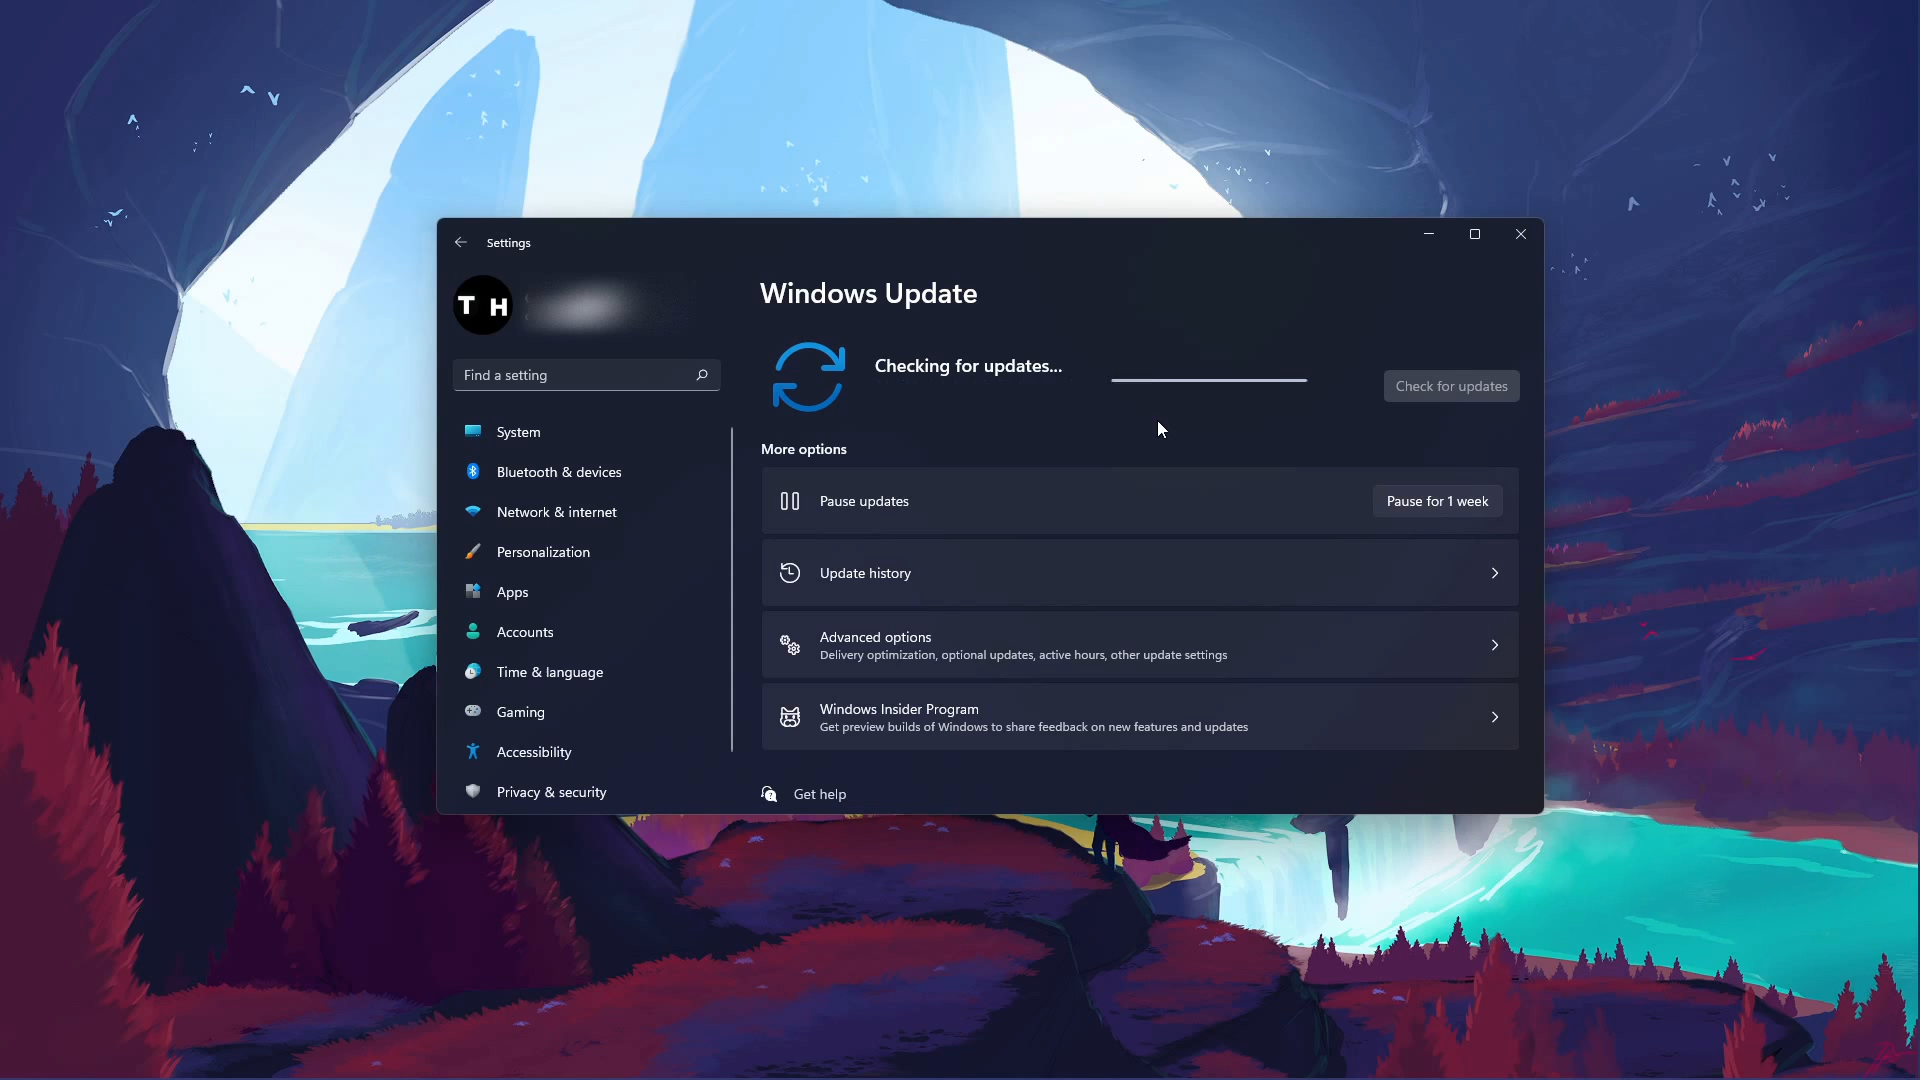 Settings
T H
Find a setting
System
Bluetooth & devices
Network & internet
Personalization
Apps
Accounts
Time & language
Gaming
Accessibility
Privacy & security
Windows Update
Checking for updates...
Check for updates
More options
Pause updates
Pause for 1 week
Update history
Advanced options
Delivery optimization, optional updates, active hours, other update settings
Windows Insider Program
Get preview builds of Windows to share feedback on new features and updates
Get help